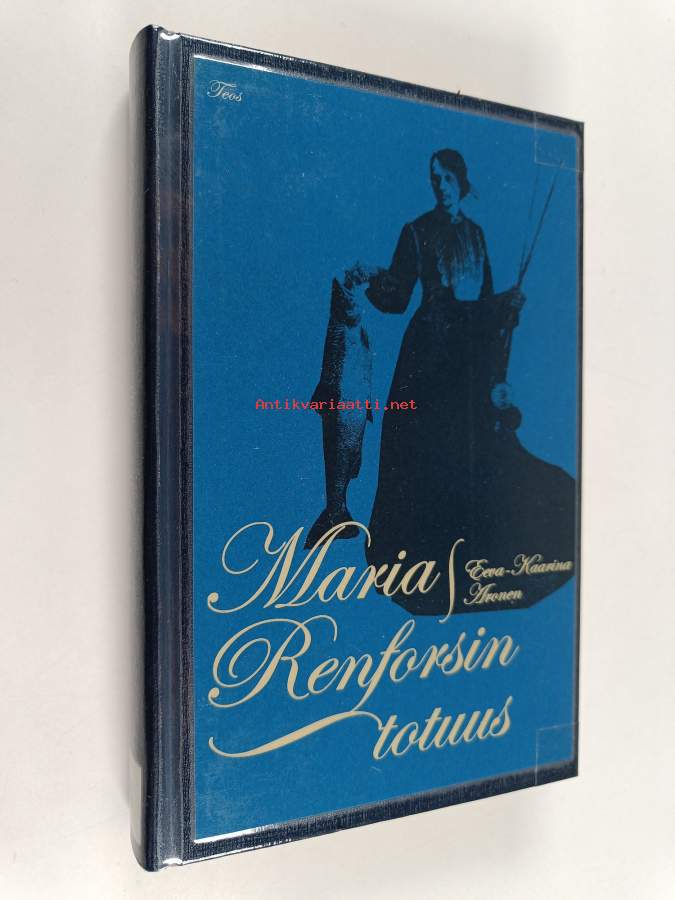 Teos
Antikvariaatti.net
Maria
Eeva-Kaarina
Aronen
Renforsin
totuus